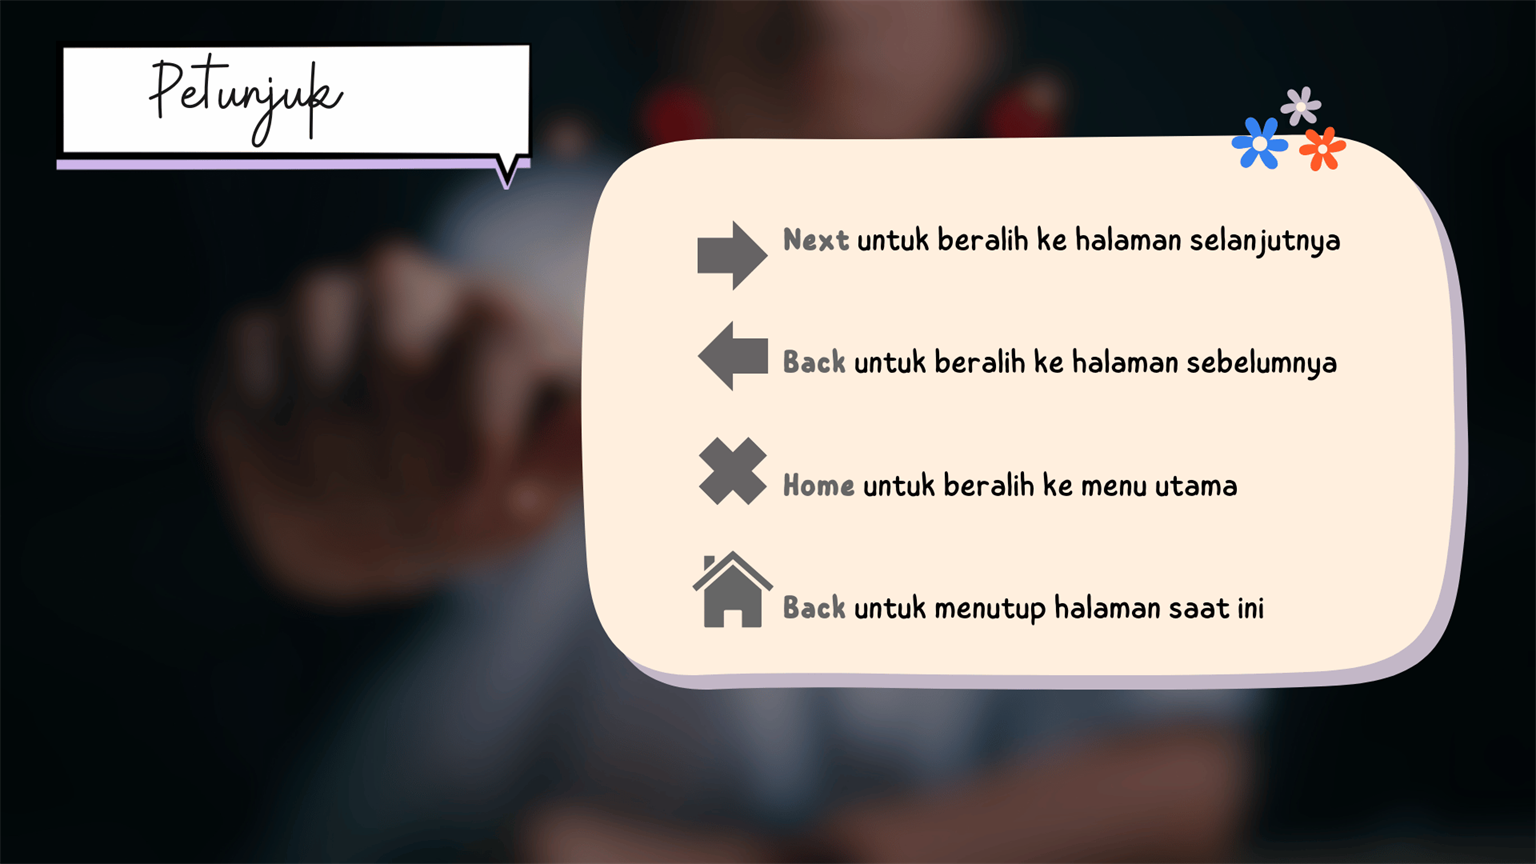 Petunjuk
Next untuk beralih ke halaman selanjutnya
Back untuk beralih ke halaman sebelumnya
Home untuk beralih ke menu utama
Back untuk menutup halaman saat ini